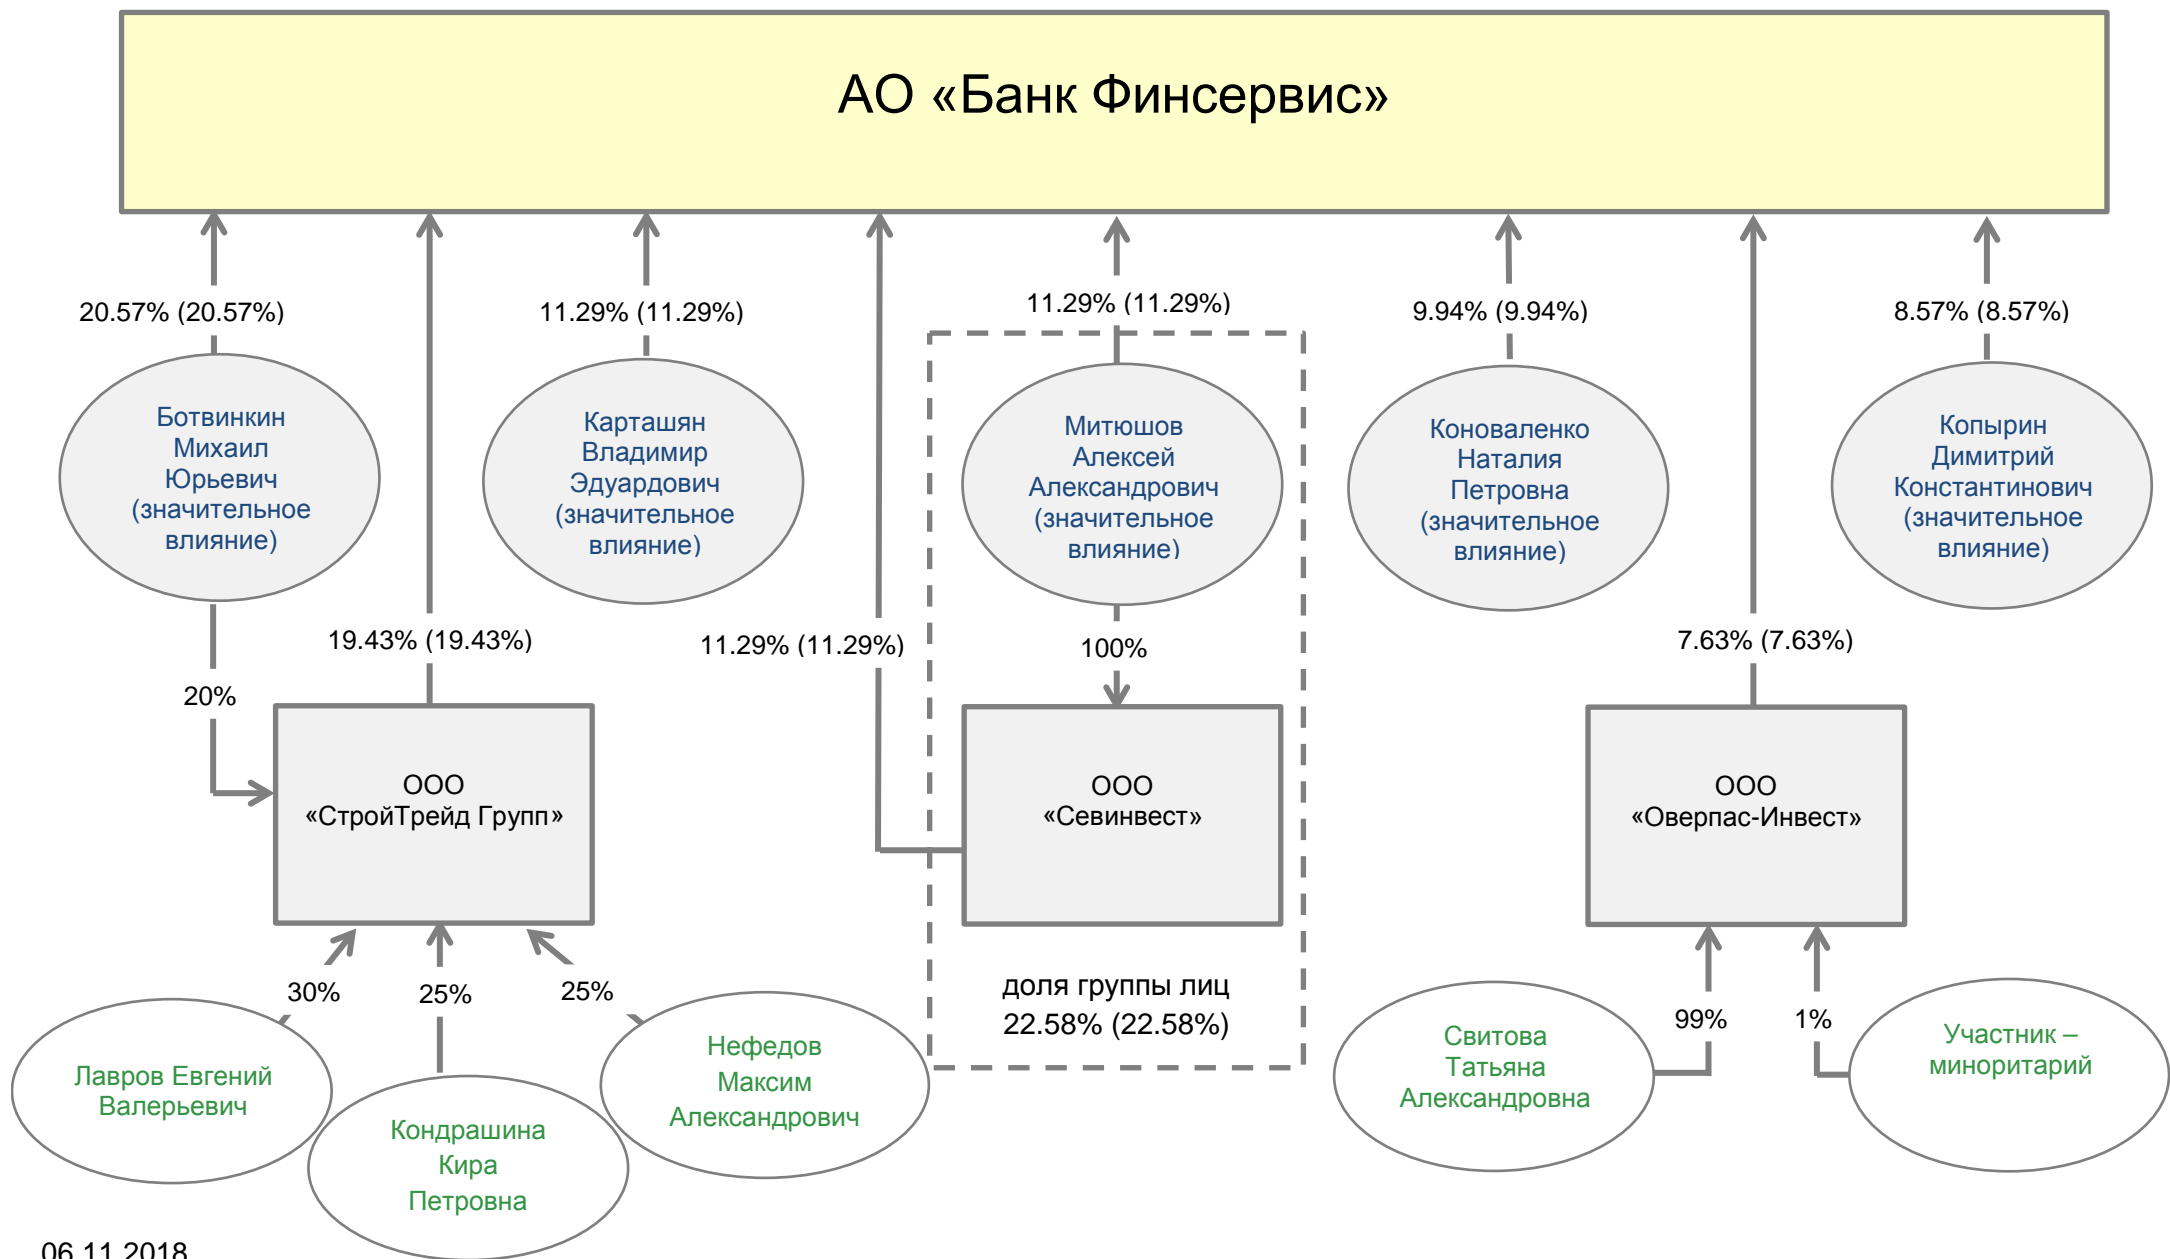 АО «Банк Финсервис»
20.57% (20.57%)
11.29% (11.29%)
11.29% (11.29%)
9.94% (9.94%)
8.57% (8.57%)
Ботвинкин
Михаил
Юрьевич
(значительное
влияние)
Карташян
Владимир
Эдуардович
(значительное
влияние)
Митюшов
Алексей
Александрович
(значительное
влияние)
Коноваленко
Наталия
Петровна
(значительное
влияние)
Копырин
Димитрий
Константинович
(значительное
влияние)
19.43% (19.43%)
11.29% (11.29%)
100%
7.63% (7.63%)
20%
ООО
«СтройТрейд Групп»
ООО
«Севинвест»
ООО
«Оверпас-Инвест»
30%
25%
25%
доля группы лиц
22.58% (22.58%)
99%
1%
Лавров Евгений
Валерьевич
Кондрашина
Кира
Петровна
Нефедов
Максим
Александрович
Свитова
Татьяна
Александровна
Участник –
миноритарий
06.11.2018